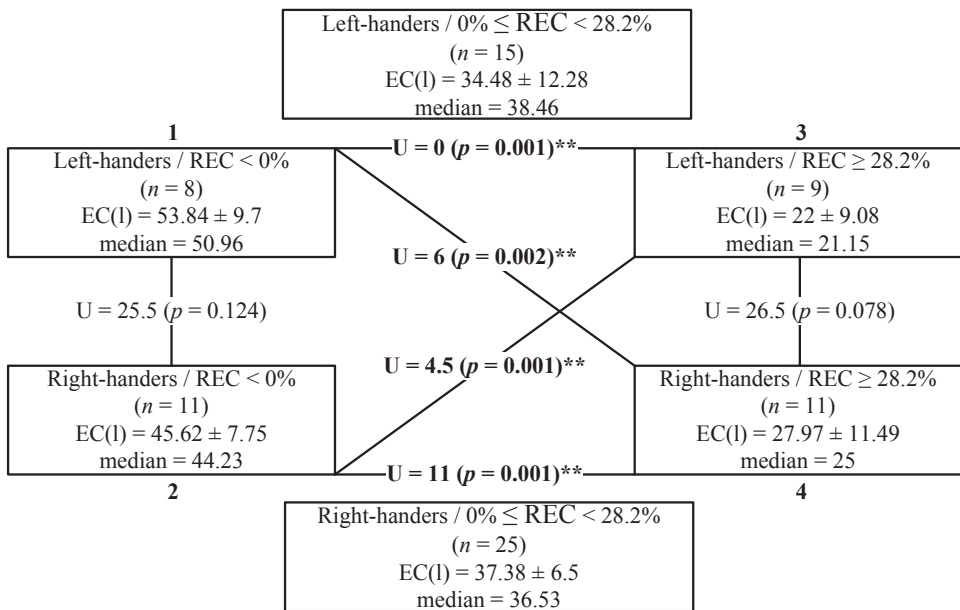 Left-handers / 0% ≤ REC < 28.2%
(n = 15)
EC(l) = 34.48 ± 12.28
median = 38.46
1
Left-handers / REC < 0%
(n = 8)
EC(l) = 53.84 ± 9.7
median = 50.96
U = 0 (p = 0.001)**
3
Left-handers / REC ≥ 28.2%
(n = 9)
EC(l) = 22 ± 9.08
median = 21.15
U = 6 (p = 0.002)**
U = 25.5 (p = 0.124)
U = 26.5 (p = 0.078)
U = 4.5 (p = 0.001)**
Right-handers / REC < 0%
(n = 11)
EC(l) = 45.62 ± 7.75
median = 44.23
2
U = 11 (p = 0.001)**
Right-handers / REC ≥ 28.2%
(n = 11)
EC(l) = 27.97 ± 11.49
median = 25
4
Right-handers / 0% ≤ REC < 28.2%
(n = 25)
EC(l) = 37.38 ± 6.5
median = 36.53